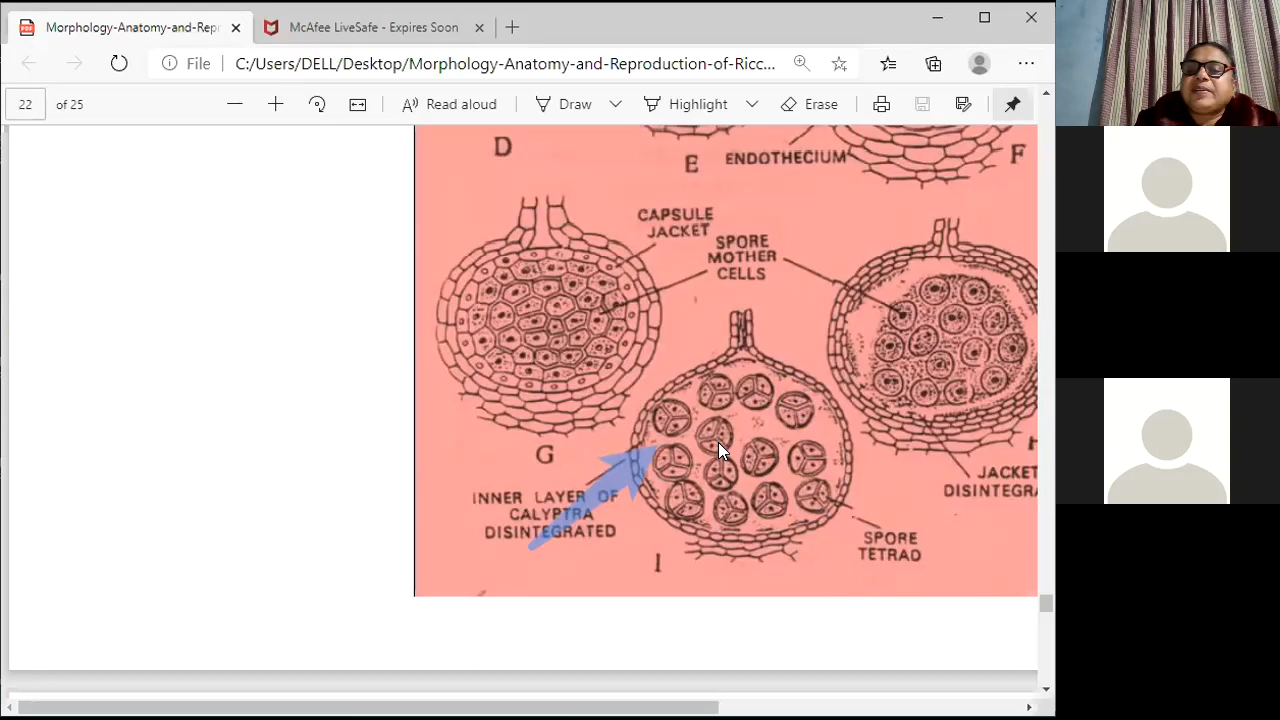 Morphology-Anatomy-and-Repr
McAfee LiveSafe - Expires Soon
File
C:/Users/DELL/Desktop/Morphology-Anatomy-and-Reproduction-of-Ricc...
22 of 25
Read aloud
Draw
Highlight
Erase
D
E
ENDOTHECIUM
F
CAPSULE
JACKET
SPORE
MOTHER
CELLS
G
INNER LAYER OF
CALYPTRA
DISINTEGRATED
JACKET
DISINTEGRA
SPORE
TETRAD
I